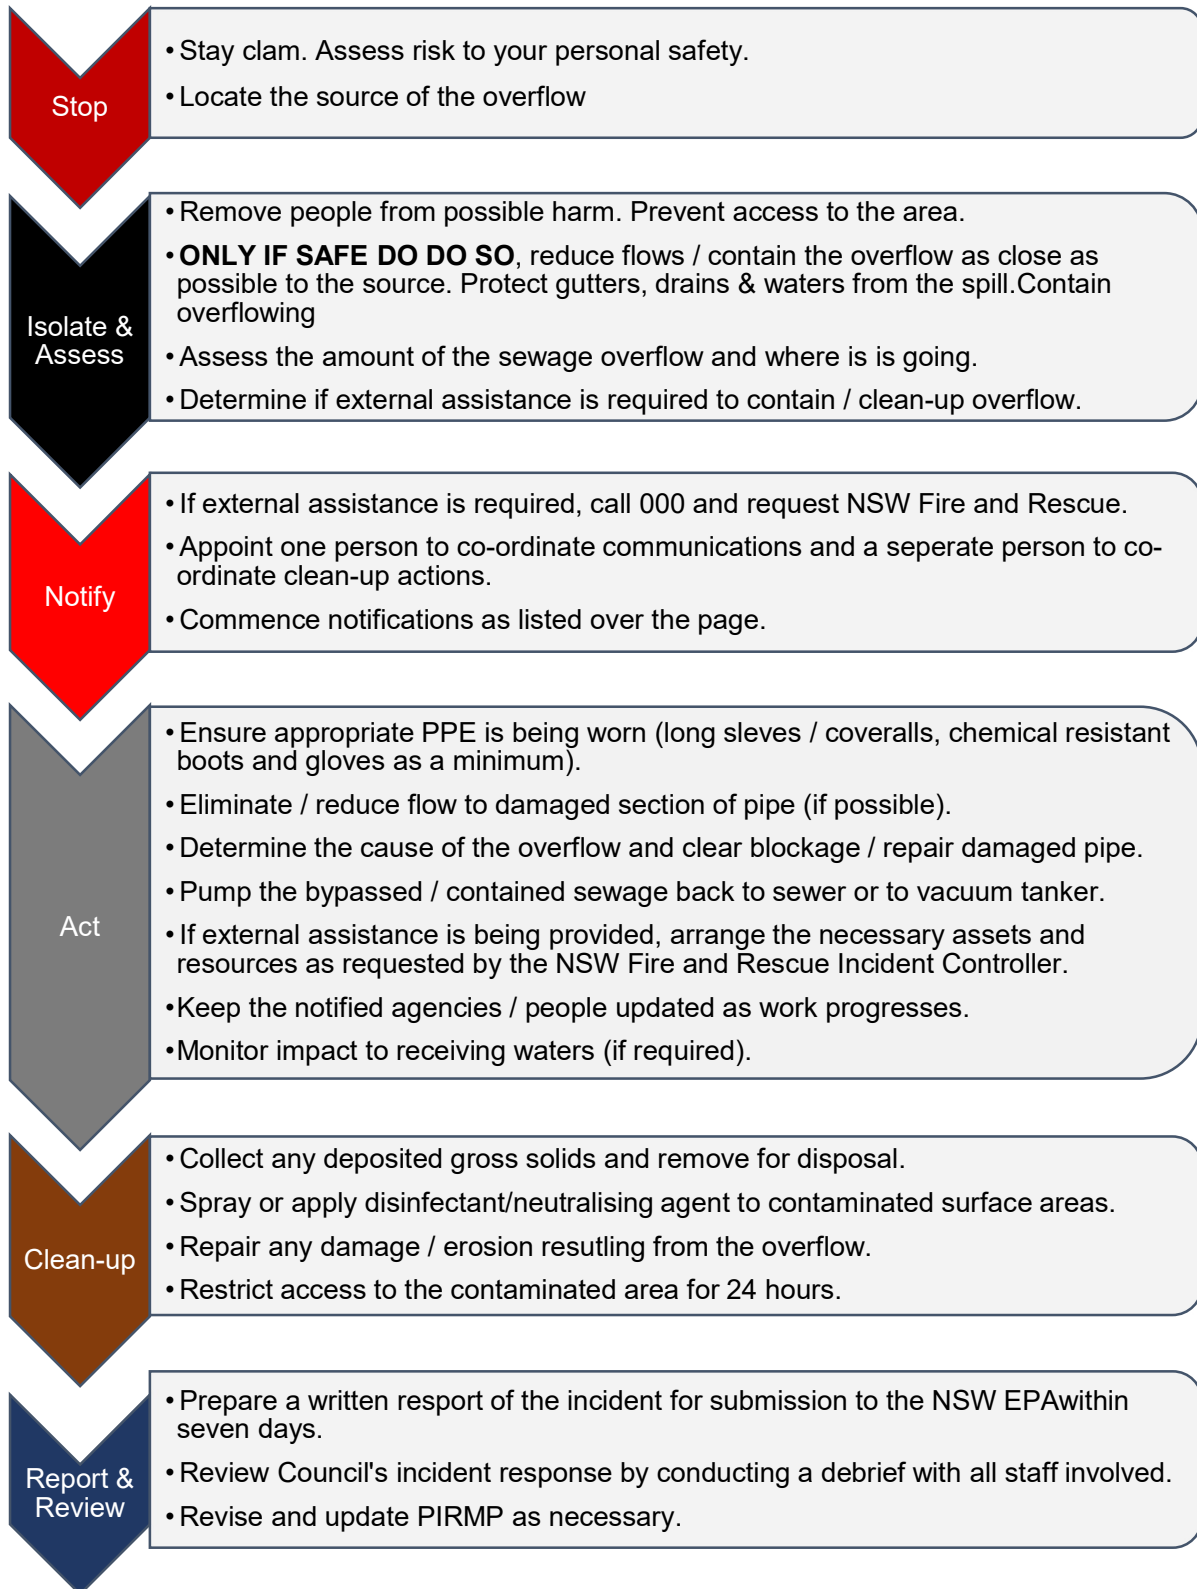 Stop
• Stay clam. Assess risk to your personal safety.
• Locate the source of the overflow
Isolate &
Assess
• Remove people from possible harm. Prevent access to the area.
• ONLY IF SAFE DO DO SO, reduce flows / contain the overflow as close as
possible to the source. Protect gutters, drains & waters from the spill.Contain
overflowing
• Assess the amount of the sewage overflow and where is is going.
• Determine if external assistance is required to contain / clean-up overflow.
Notify
• If external assistance is required, call 000 and request NSW Fire and Rescue.
• Appoint one person to co-ordinate communications and a seperate person to co-
ordinate clean-up actions.
• Commence notifications as listed over the page.
Act
• Ensure appropriate PPE is being worn (long sleves / coveralls, chemical resistant
boots and gloves as a minimum).
• Eliminate / reduce flow to damaged section of pipe (if possible).
• Determine the cause of the overflow and clear blockage / repair damaged pipe.
• Pump the bypassed / contained sewage back to sewer or to vacuum tanker.
• If external assistance is being provided, arrange the necessary assets and
resources as requested by the NSW Fire and Rescue Incident Controller.
•Keep the notified agencies / people updated as work progresses.
•Monitor impact to receiving waters (if required).
Clean-up
• Collect any deposited gross solids and remove for disposal.
• Spray or apply disinfectant/neutralising agent to contaminated surface areas.
• Repair any damage / erosion resutling from the overflow.
• Restrict access to the contaminated area for 24 hours.
Report &
Review
• Prepare a written resport of the incident for submission to the NSW EPAwithin
seven days.
• Review Council's incident response by conducting a debrief with all staff involved.
• Revise and update PIRMP as necessary.